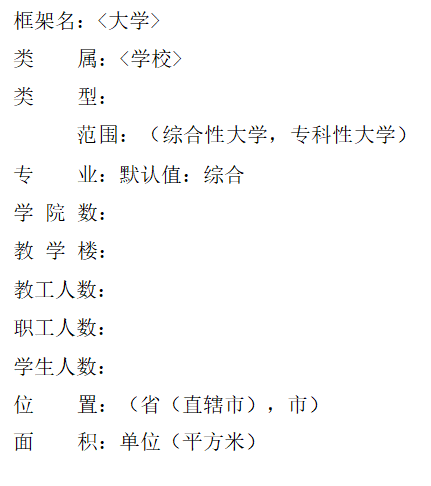 框架名：<大学>
类 属：<学校>
类 型：
范围：（综合性大学，专科性大学）
专 业：默认值：综合
学 院 数：
教 学 楼：
教工人数：
职工人数：
学生人数：
位 置：（省（直辖市），市）
面 积：单位（平方米）